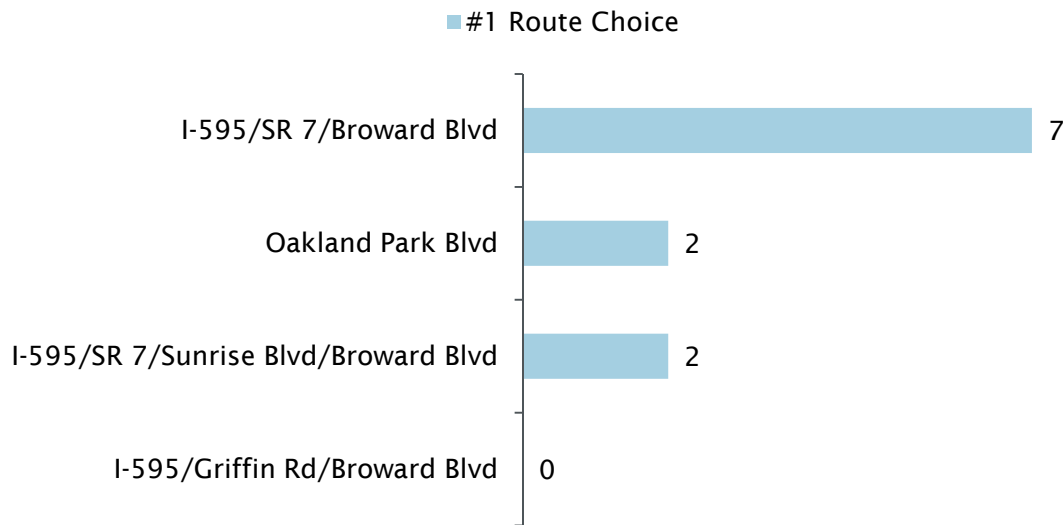 #1 Route Choice
I-595/SR 7/Broward Blvd
7
Oakland Park Blvd
2
I-595/SR 7/Sunrise Blvd/Broward Blvd
2
I-595/Griffin Rd/Broward Blvd
0